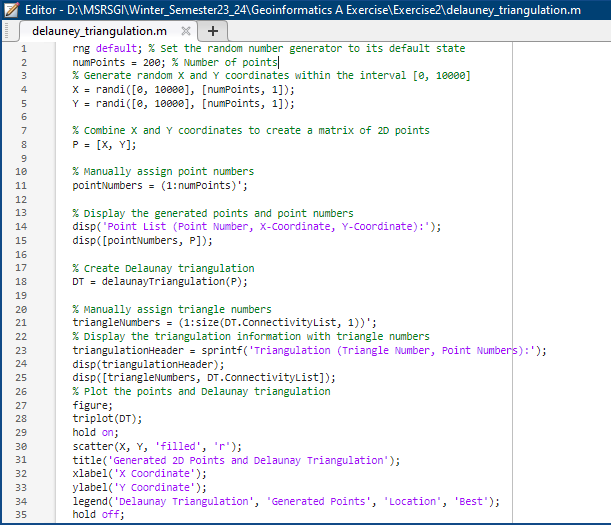 Editor - D:\MSRSGI\Winter_Semester23_24\Geoinformatics A Exercise\Exercise2\delauney_triangulation.m
delauney_triangulation.m × +
1 rng default; % Set the random number generator to its default state
2 numPoints = 200; % Number of points
3 % Generate random X and Y coordinates within the interval [0, 10000]
4 X = randi([0, 10000], [numPoints, 1]);
5 Y = randi([0, 10000], [numPoints, 1]);
6
7 % Combine X and Y coordinates to create a matrix of 2D points
8 P = [X, Y];
9
10 % Manually assign point numbers
11 pointNumbers = (1:numPoints)';
12
13 % Display the generated points and point numbers
14 disp('Point List (Point Number, X-Coordinate, Y-Coordinate):');
15 disp([pointNumbers, P]);
16
17 % Create Delaunay triangulation
18 DT = delaunayTriangulation(P);
19
20 % Manually assign triangle numbers
21 triangleNumbers = (1:size(DT.ConnectivityList, 1))';
22 % Display the triangulation information with triangle numbers
23 triangulationHeader = sprintf('Triangulation (Triangle Number, Point Numbers):');
24 disp(triangulationHeader);
25 disp([triangleNumbers, DT.ConnectivityList]);
26 % Plot the points and Delaunay triangulation
27 figure;
28 triplot(DT);
29 hold on;
30 scatter(X, Y, 'filled', 'r');
31 title('Generated 2D Points and Delaunay Triangulation');
32 xlabel('X Coordinate');
33 ylabel('Y Coordinate');
34 legend('Delaunay Triangulation', 'Generated Points', 'Location', 'Best');
35 hold off;